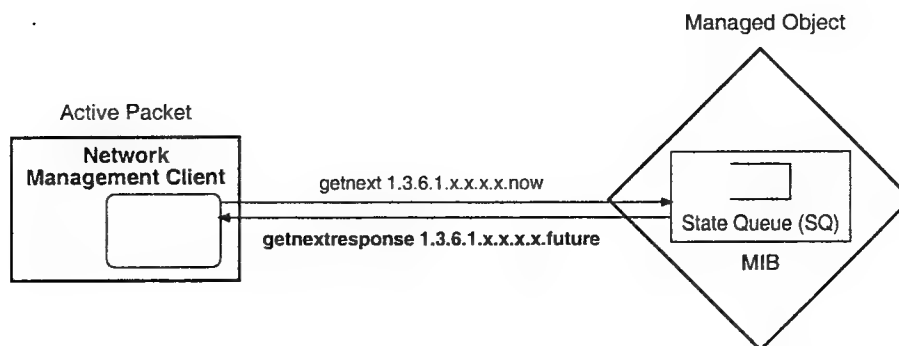 Managed Object
Active Packet
Network
Management Client
getnext 1.3.6.1.x.x.x.x.now
getnextresponse 1.3.6.1.x.x.x.x.future
State Queue (SQ)
MIB